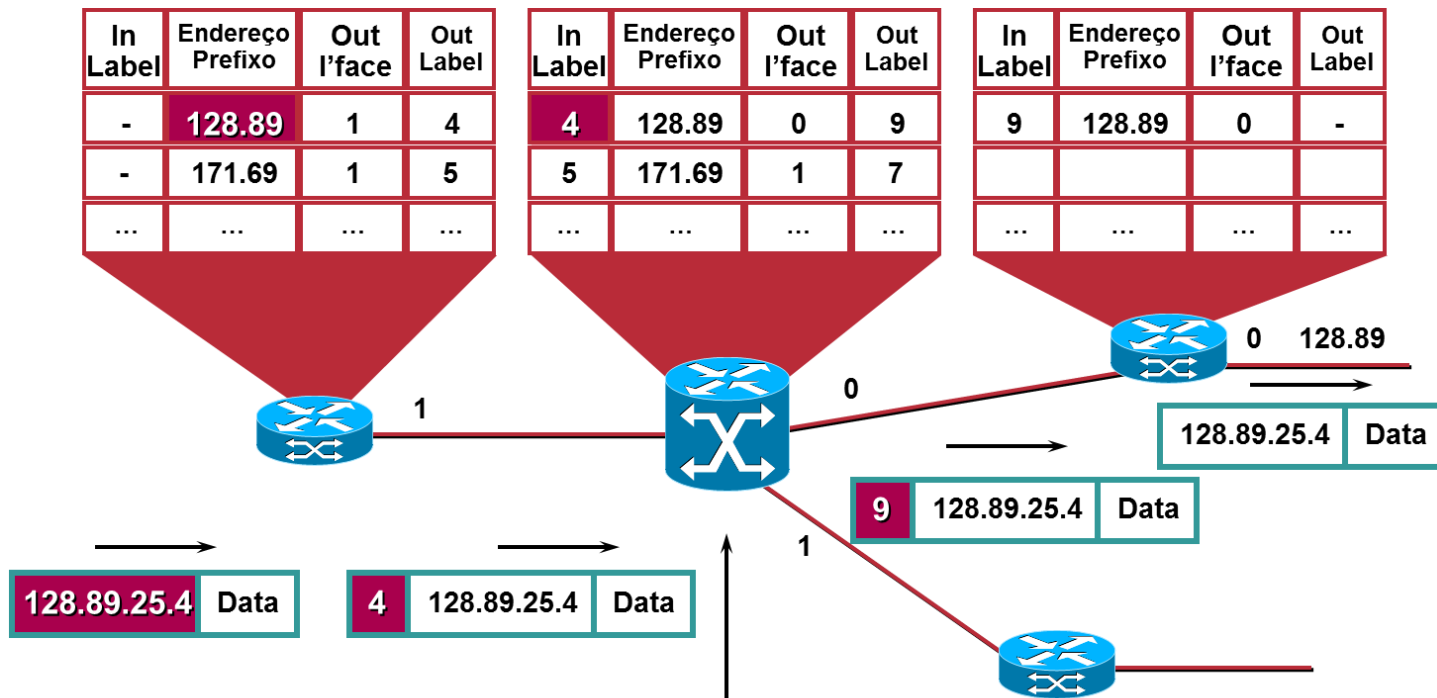 In Label Endereço Prefixo Out I'face Out Label
- 128.89 1 4
- 171.69 1 5
... ... ... ...
In Label Endereço Prefixo Out I'face Out Label
4 128.89 0 9
5 171.69 1 7
... ... ... ...
In Label Endereço Prefixo Out I'face Out Label
9 128.89 0 -
... ... ... ...
0 128.89
1
0
128.89.25.4 Data
9 128.89.25.4 Data
1
128.89.25.4 Data
4 128.89.25.4 Data